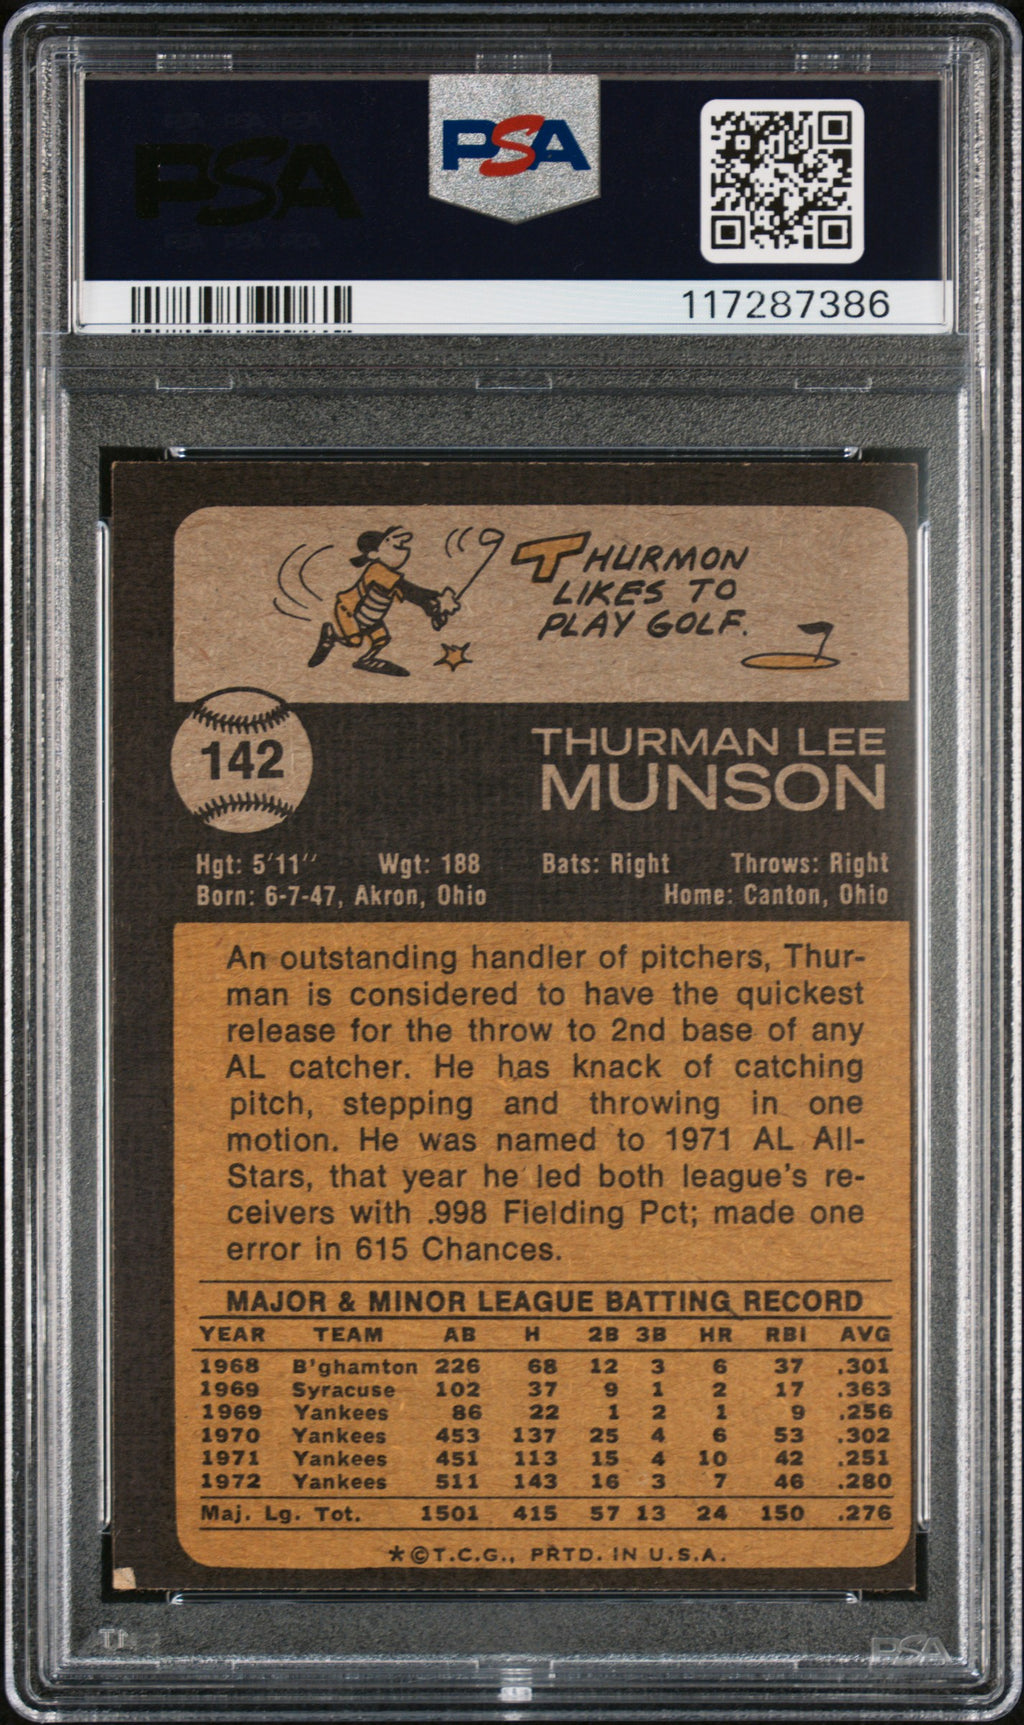 PSA
PSA
117287386
THURMON
LIKES TO
PLAY GOLF.
142
THURMAN LEE
MUNSON
Hgt: 5'11'' Wgt: 188 Bats: Right Throws: Right
Born: 6-7-47, Akron, Ohio Home: Canton, Ohio
An outstanding handler of pitchers, Thur-
man is considered to have the quickest
release for the throw to 2nd base of any
AL catcher. He has knack of catching
pitch, stepping and throwing in one
motion. He was named to 1971 AL All-
Stars, that year he led both league's re-
ceivers with .998 Fielding Pct; made one
error in 615 Chances.
MAJOR & MINOR LEAGUE BATTING RECORD
YEAR TEAM AB H 2B 3B HR RBI AVG
1968 B'ghamton 226 68 12 3 6 37 .301
1969 Syracuse 102 37 9 1 2 17 .363
1969 Yankees 86 22 1 2 1 9 .256
1970 Yankees 453 137 25 4 6 53 .302
1971 Yankees 451 113 15 4 10 42 .251
1972 Yankees 511 143 16 3 7 46 .280
Maj. Lg. Tot. 1501 415 57 13 24 150 .276
*©T.C.G., PRTD. IN U.S.A.
PSA